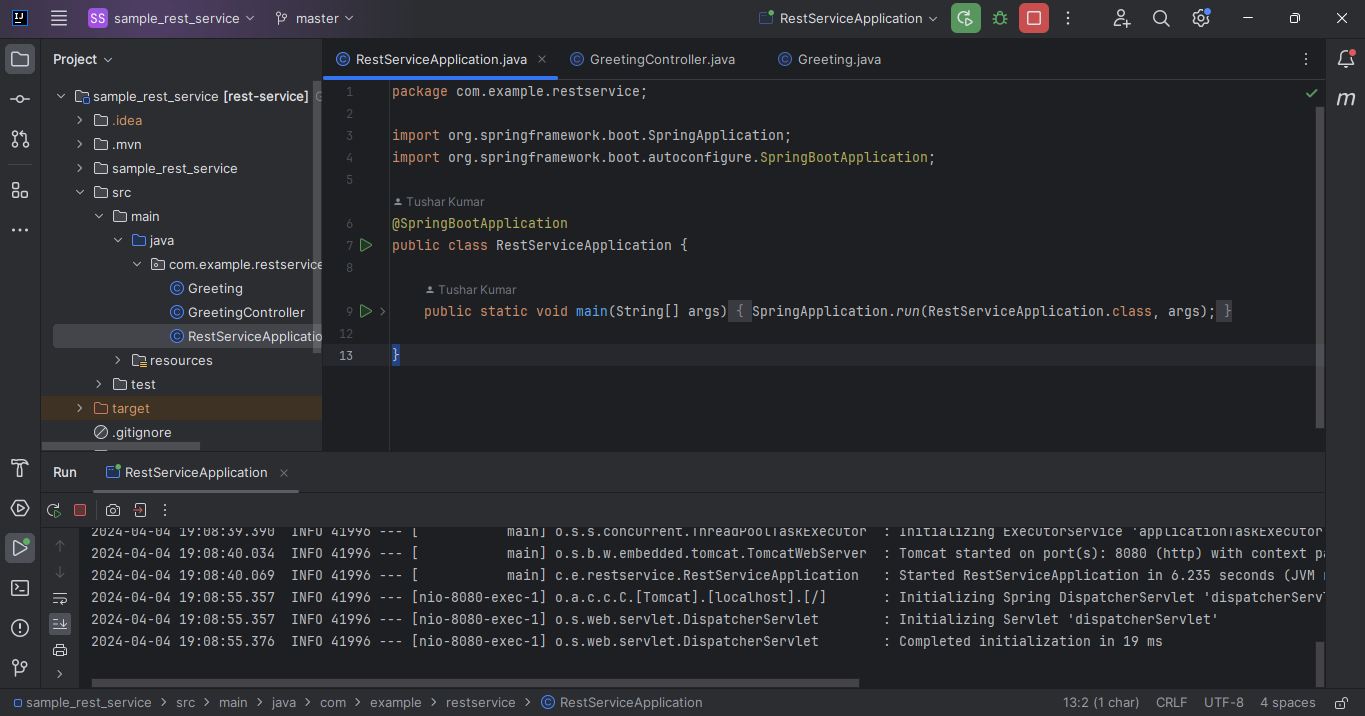 SS sample_rest_service master RestServiceApplication
Project
RestServiceApplication.java GreetingController.java Greeting.java
sample_rest_service [rest-service]
.idea
.mvn
sample_rest_service
src
main
java
com.example.restservice
Greeting
GreetingController
RestServiceApplicatio
resources
test
target
.gitignore
1 package com.example.restservice;
2
3 import org.springframework.boot.SpringApplication;
4 import org.springframework.boot.autoconfigure.SpringBootApplication;
5
Tushar Kumar
6 @SpringBootApplication
7 public class RestServiceApplication {
8
Tushar Kumar
9 public static void main(String[] args) { SpringApplication.run(RestServiceApplication.class, args); }
12
13 }
m
Run RestServiceApplication
2024-04-04 19:08:39.390 INFO 41996 --- [ main] o.s.s.concurrent.ThreadPoolTaskExecutor : Initializing ExecutorService 'applicationTaskExecutor
2024-04-04 19:08:40.034 INFO 41996 --- [ main] o.s.b.w.embedded.tomcat.TomcatWebServer : Tomcat started on port(s): 8080 (http) with context
2024-04-04 19:08:40.069 INFO 41996 --- [ main] c.e.restservice.RestServiceApplication : Started RestServiceApplication in 6.235 seconds (JVM
2024-04-04 19:08:55.357 INFO 41996 --- [nio-8080-exec-1] o.a.c.c.C.[Tomcat].[localhost].[/] : Initializing Spring DispatcherServlet 'dispatcherServ
2024-04-04 19:08:55.357 INFO 41996 --- [nio-8080-exec-1] o.s.web.servlet.DispatcherServlet : Initializing Servlet 'dispatcherServlet'
2024-04-04 19:08:55.376 INFO 41996 --- [nio-8080-exec-1] o.s.web.servlet.DispatcherServlet : Completed initialization in 19 ms
sample_rest_service > src > main > java > com > example > restservice > RestServiceApplication 13:2 (1 char) CRLF UTF-8 4 spaces